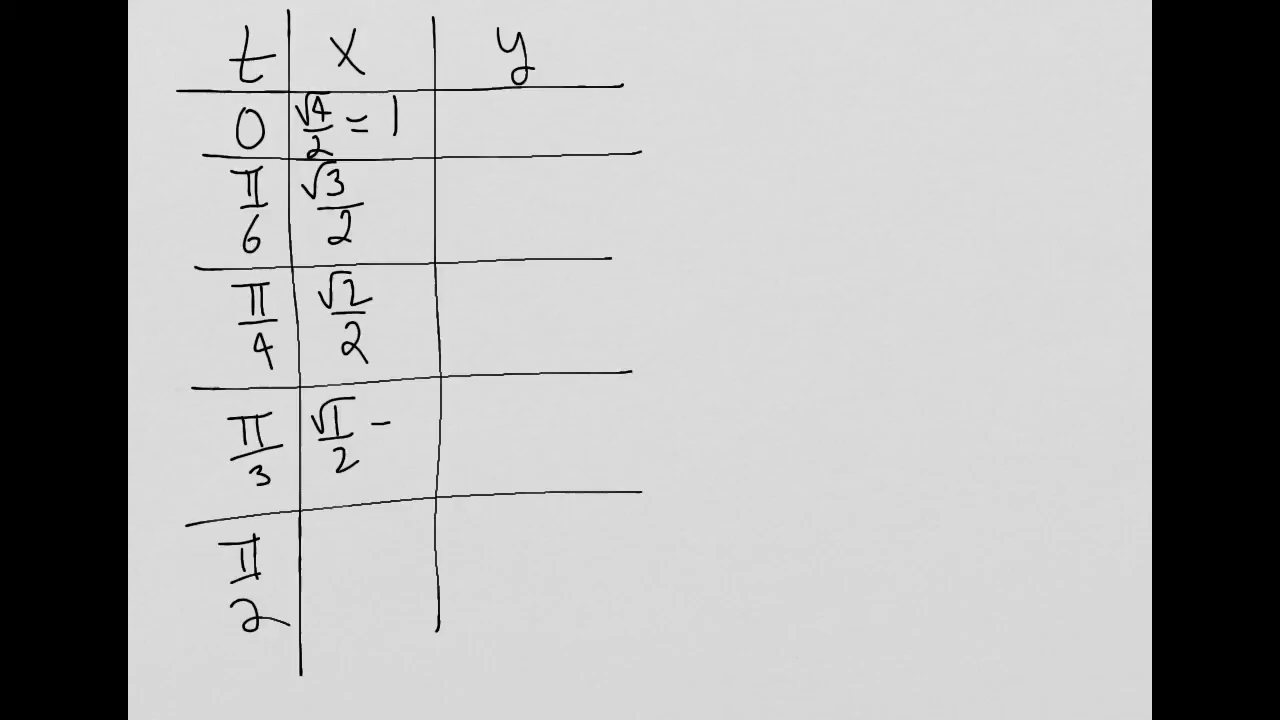 t x y
0 √4/2 = 1
π/6 √3/2
π/4 √2/2
π/3 √1/2 -
π/2